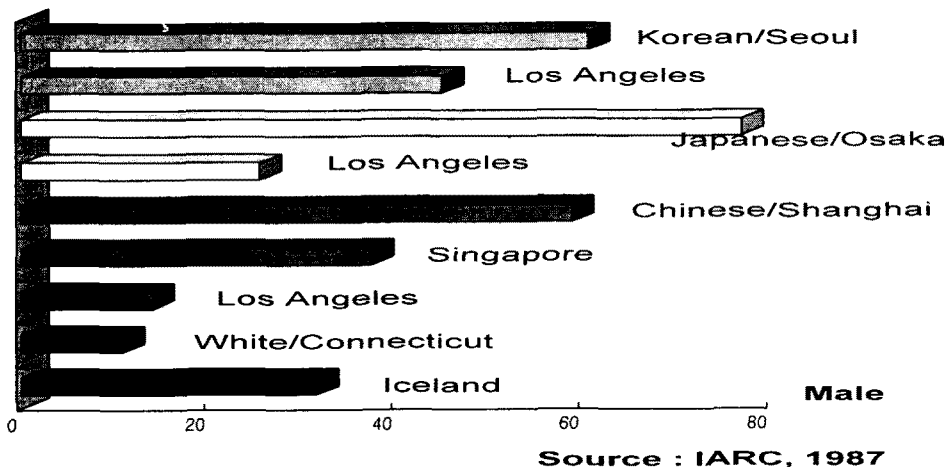 Korean/Seoul
Los Angeles
Japanese/Osaka
Los Angeles
Chinese/Shanghai
Singapore
Los Angeles
White/Connecticut
Iceland
Male
0 20 40 60 80
Source : IARC, 1987